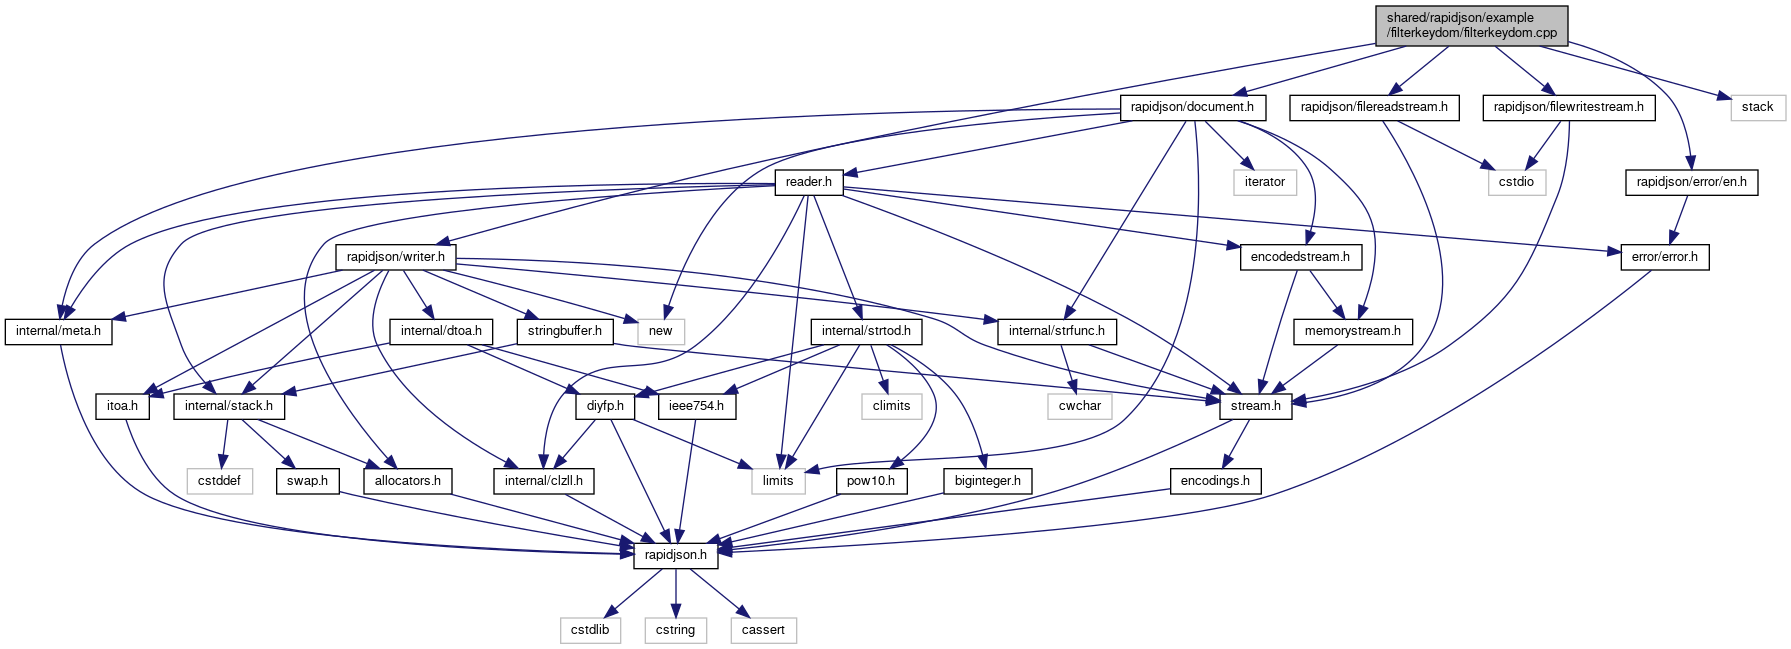 shared/rapidjson/example
/filterkeydom/filterkeydom.cpp
rapidjson/document.h
rapidjson/filereadstream.h
rapidjson/filewritestream.h
stack
reader.h
iterator
cstdio
rapidjson/error/en.h
rapidjson/writer.h
encodedstream.h
error/error.h
internal/meta.h
internal/dtoa.h
stringbuffer.h
new
internal/strtod.h
internal/strfunc.h
memorystream.h
itoa.h
internal/stack.h
diyfp.h
ieee754.h
climits
cwchar
stream.h
cstddef
swap.h
allocators.h
internal/clzll.h
limits
pow10.h
biginteger.h
encodings.h
rapidjson.h
cstdlib
cstring
cassert